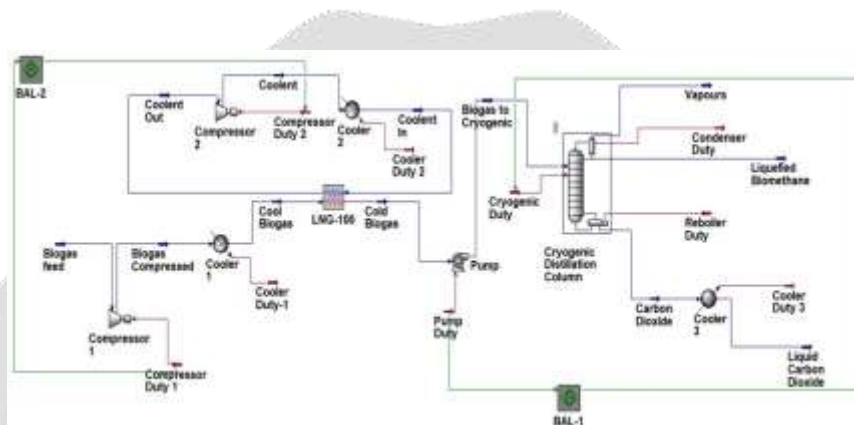 BAL-2
Coolent
Out
Compressor
2
Coolent
Compressor
Duty 2
Cooler
2
Cooler
Duty 2
Coolent
In
Biogas to
Cryogenic
Vapours
Condenser
Duty
Liquefied
Biomethane
Cryogenic
Duty
Reboiler
Duty
Cryogenic
Distillation
Column
Cool
Biogas
LNG-100
Cold
Biogas
Biogas
feed
Biogas
Compressed
Cooler
1
Cooler
Duty-1
Pump
Pump
Duty
Compressor
1
Compressor
Duty 1
Carbon
Dioxide
Cooler
3
Cooler
Duty 3
Liquid
Carbon
Dioxide
BAL-1